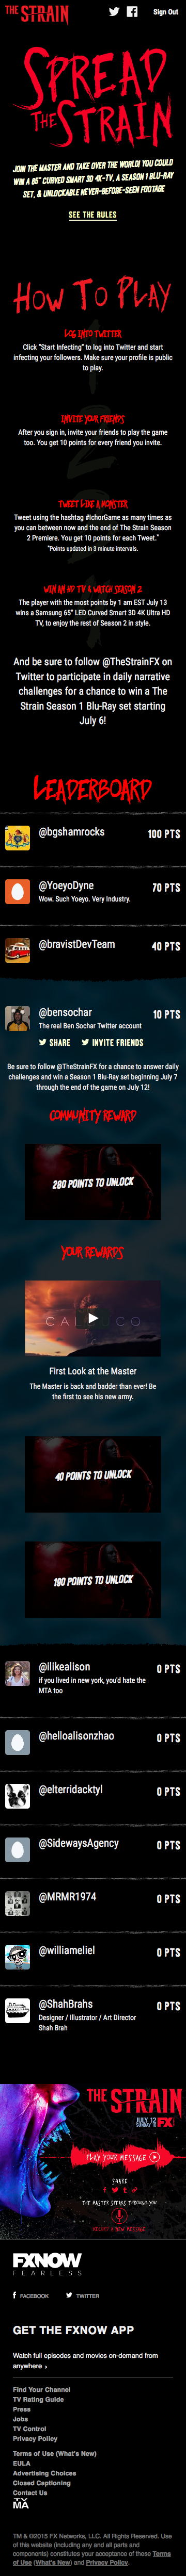 THE STRAIN
Sign Out
SPREAD
THE STRAIN
JOIN THE MASTER AND TAKE OVER THE WORLD! YOU COULD
WIN A 65" CURVED SMART 3D 4K-TV, A SEASON 1 BLU-RAY
SET, & UNLOCKABLE NEVER-BEFORE-SEEN FOOTAGE
SEE THE RULES
HOW TO PLAY
1
LOG INTO TWITTER
Click "Start Infecting" to log into Twitter and start
infecting your followers. Make sure your profile is public
to play.
2
INVITE YOUR FRIENDS
After you sign in, invite your friends to play the game
too. You get 10 points for every friend you invite.
3
TWEET LIKE A MONSTER
Tweet using the hashtag #IchorGame as many times as
you can between now and the end of The Strain Season
2 Premiere. You get 10 points for each Tweet.*
*Points updated in 3 minute intervals.
4
WIN AN HD TV & WATCH SEASON 2
The player with the most points by 1 am EST July 13
wins a Samsung 65" LED Curved Smart 3D 4K Ultra HD
TV, to enjoy the rest of Season 2 in style.
And be sure to follow @TheStrainFX on
Twitter to participate in daily narrative
challenges for a chance to win a The
Strain Season 1 Blu-Ray set starting
July 6!
LEADERBOARD
@bgshamrocks
100 PTS
@YoeyoDyne
70 PTS
Wow. Such Yoeyo. Very Industry.
@bravistDevTeam
40 PTS
@bensochar
10 PTS
The real Ben Sochar Twitter account
SHARE
INVITE FRIENDS
Be sure to follow @TheStrainFX for a chance to answer daily
challenges and win a Season 1 Blu-Ray set beginning July 7
through the end of the game on July 12!
COMMUNITY REWARD
280 POINTS TO UNLOCK
YOUR REWARDS
First Look at the Master
The Master is back and badder than ever! Be
the first to see his new army.
40 POINTS TO UNLOCK
190 POINTS TO UNLOCK
@ilikealison
0 PTS
if you lived in new york, you'd hate the
MTA too
@helloalisonzhao
0 PTS
@elterridacktyl
0 PTS
@SidewaysAgency
0 PTS
@MRMR1974
0 PTS
@williameliel
0 PTS
@ShahBrahs
0 PTS
Designer / Illustrator / Art Director
Shah Brah
THE STRAIN
JULY 12
SUNDAY 10
FX
PLAY YOUR MESSAGE
SHARE
THE MASTER SPEAKS THROUGH YOU
RECORD A NEW MESSAGE
FXNOW
FEARLESS
FACEBOOK
TWITTER
GET THE FXNOW APP
Watch full episodes and movies on-demand from
anywhere ›
Find Your Channel
TV Rating Guide
Press
Jobs
TV Control
Privacy Policy
Terms of Use (What's New)
EULA
Advertising Choices
Closed Captioning
Contact Us
TV
MA
TM & ©2015 FX Networks, LLC. All Rights Reserved. Use
of this website (including any and all parts and
components) constitutes your acceptance of these Terms
of Use (What's New) and Privacy Policy.